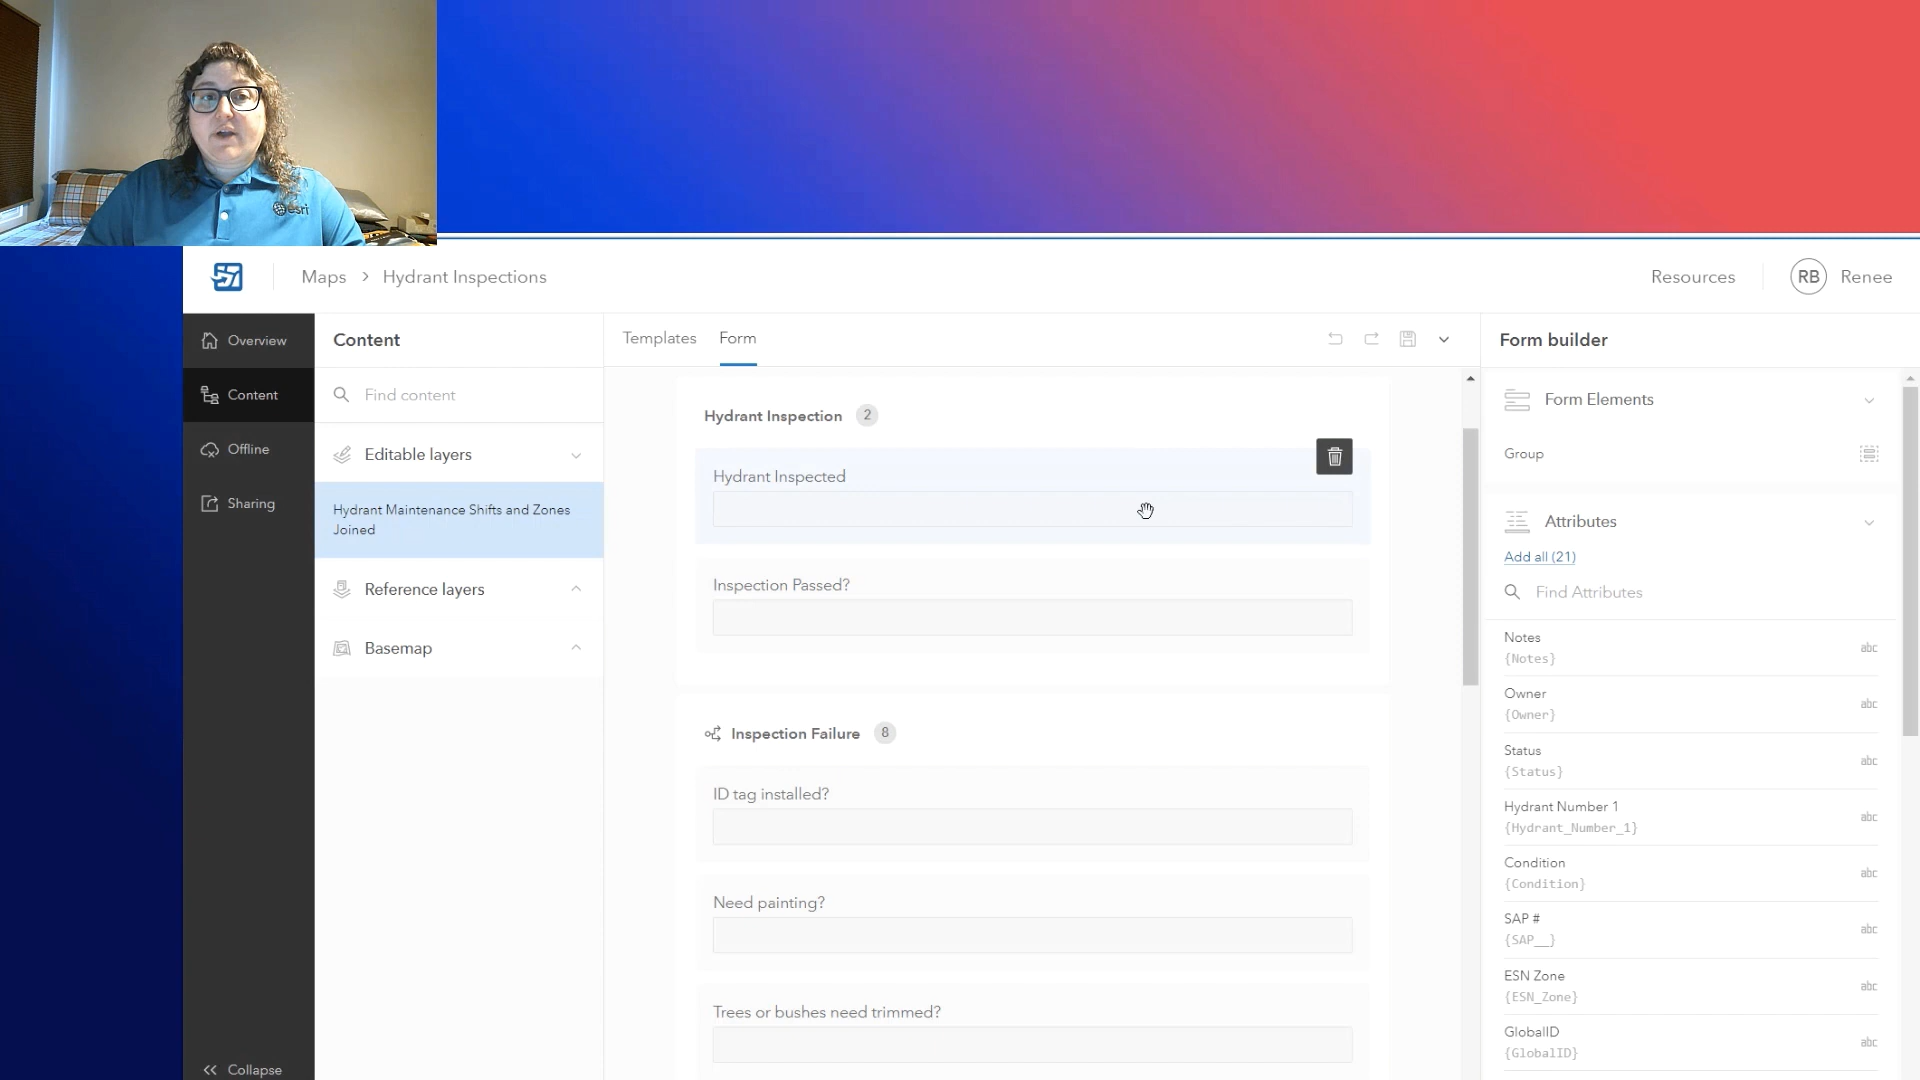 esri
Maps > Hydrant Inspections
Resources
RB
Renee
Overview
Content
Offline
Sharing
Collapse
Content
Find content
Editable layers
Hydrant Maintenance Shifts and Zones
Joined
Reference layers
Basemap
Templates
Form
Hydrant Inspection 2
Hydrant Inspected
Inspection Passed?
Inspection Failure 8
ID tag installed?
Need painting?
Trees or bushes need trimmed?
Form builder
Form Elements
Group
Attributes
Add all (21)
Find Attributes
Notes
{Notes}
abc
Owner
{Owner}
abc
Status
{Status}
abc
Hydrant Number 1
{Hydrant_Number_1}
abc
Condition
{Condition}
abc
SAP #
{SAP__}
abc
ESN Zone
{ESN_Zone}
abc
GlobalID
{GlobalID}
abc